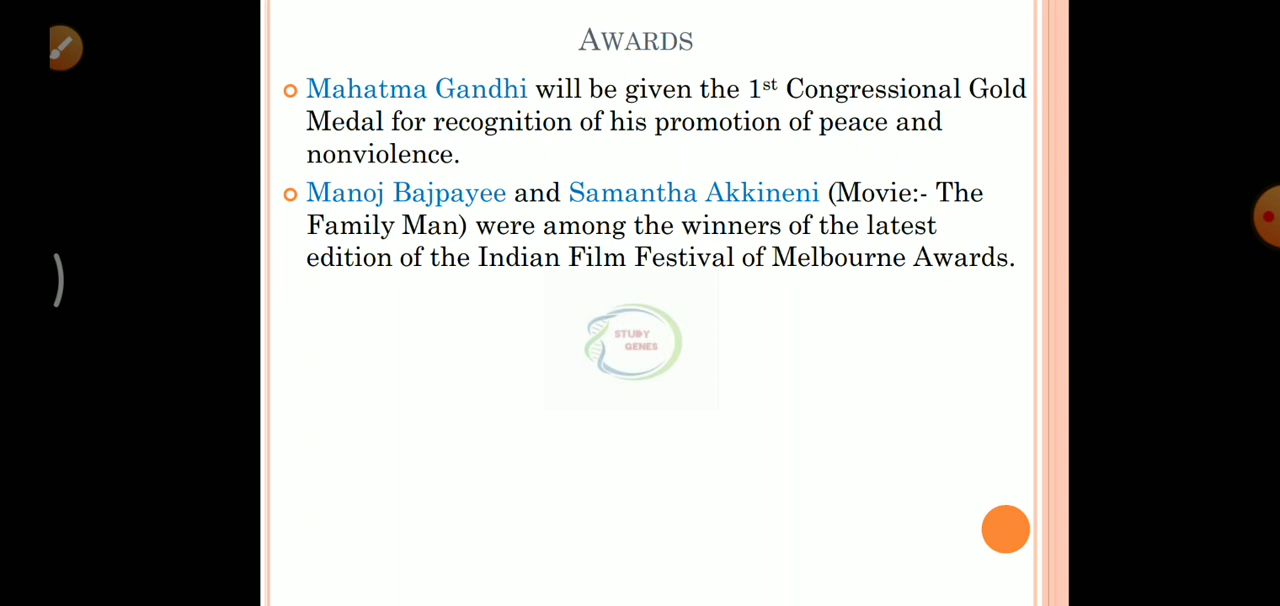 AWARDS
Mahatma Gandhi will be given the 1st Congressional Gold
Medal for recognition of his promotion of peace and
nonviolence.
Manoj Bajpayee and Samantha Akkineni (Movie:- The
Family Man) were among the winners of the latest
edition of the Indian Film Festival of Melbourne Awards.
STUDY
GENES